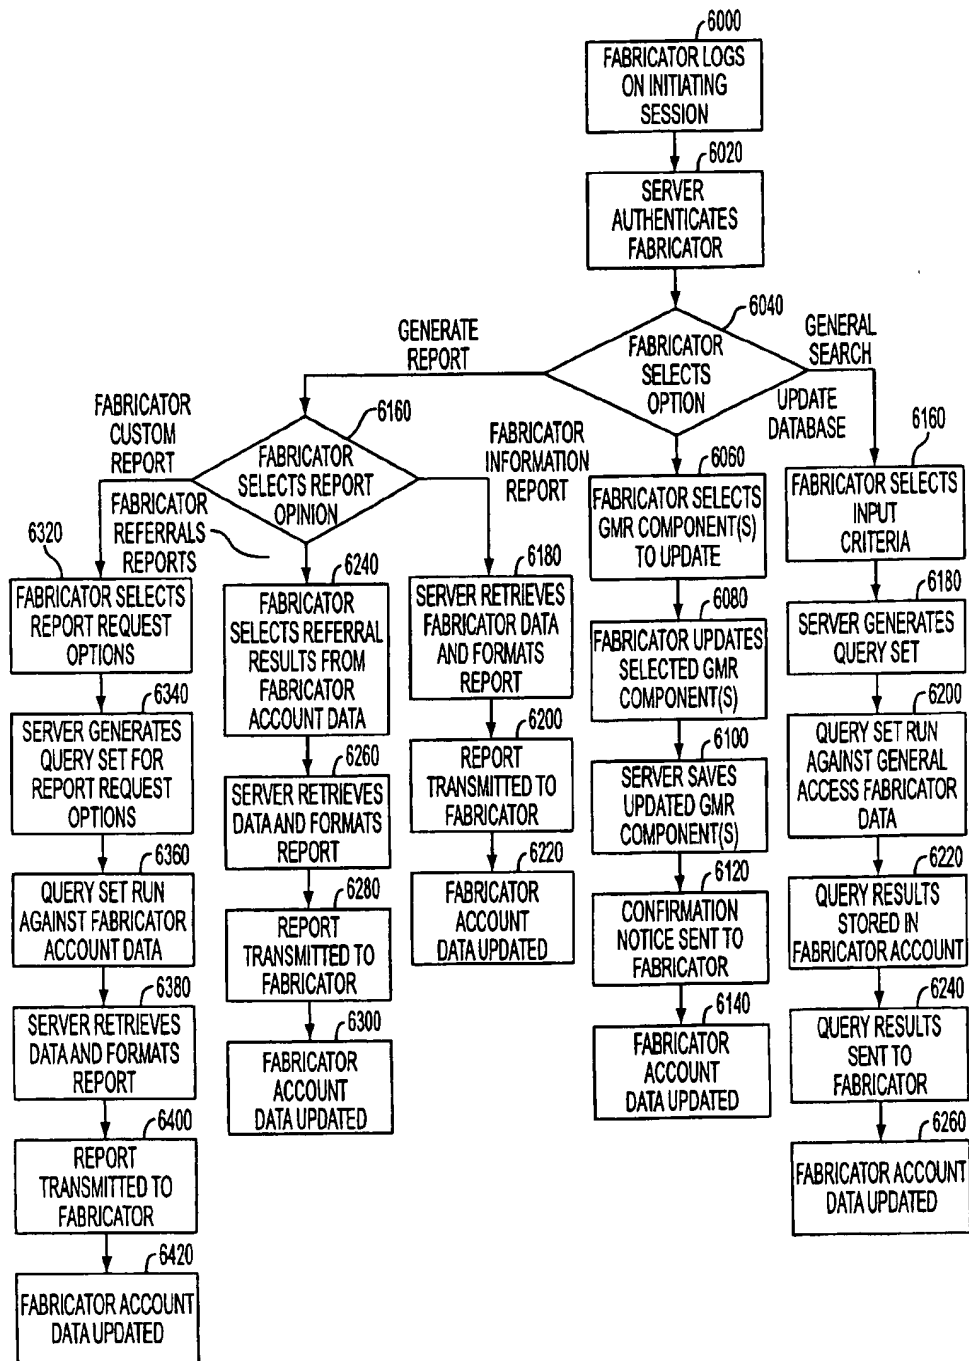 6000
FABRICATOR LOGS
ON INITIATING
SESSION
6020
SERVER
AUTHENTICATES
FABRICATOR
6040
FABRICATOR
SELECTS
OPTION
GENERATE
REPORT
GENERAL
SEARCH
UPDATE
DATABASE
FABRICATOR
CUSTOM
REPORT
6160
FABRICATOR
SELECTS REPORT
OPINION
FABRICATOR
INFORMATION
REPORT
FABRICATOR
REFERRALS
REPORTS
6320
FABRICATOR SELECTS
REPORT REQUEST
OPTIONS
6340
SERVER GENERATES
QUERY SET FOR
REPORT REQUEST
OPTIONS
6360
QUERY SET RUN
AGAINST FABRICATOR
ACCOUNT DATA
6380
SERVER RETRIEVES
DATA AND FORMATS
REPORT
6400
REPORT
TRANSMITTED TO
FABRICATOR
6420
FABRICATOR ACCOUNT
DATA UPDATED
6240
FABRICATOR
SELECTS REFERRAL
RESULTS FROM
FABRICATOR
ACCOUNT DATA
6260
SERVER RETRIEVES
DATA AND FORMATS
REPORT
6280
REPORT
TRANSMITTED TO
FABRICATOR
6300
FABRICATOR
ACCOUNT
DATA UPDATED
6180
SERVER RETRIEVES
FABRICATOR DATA
AND FORMATS
REPORT
6200
REPORT
TRANSMITTED TO
FABRICATOR
6220
FABRICATOR
ACCOUNT
DATA UPDATED
6060
FABRICATOR SELECTS
GMR COMPONENT(S)
TO UPDATE
6080
FABRICATOR UPDATES
SELECTED GMR
COMPONENT(S)
6100
SERVER SAVES
UPDATED GMR
COMPONENT(S)
6120
CONFIRMATION
NOTICE SENT TO
FABRICATOR
6140
FABRICATOR
ACCOUNT
DATA UPDATED
6160
FABRICATOR SELECTS
INPUT
CRITERIA
6180
SERVER GENERATES
QUERY SET
6200
QUERY SET RUN
AGAINST GENERAL
ACCESS FABRICATOR
DATA
6220
QUERY RESULTS
STORED IN
FABRICATOR ACCOUNT
6240
QUERY RESULTS
SENT TO
FABRICATOR
6260
FABRICATOR ACCOUNT
DATA UPDATED